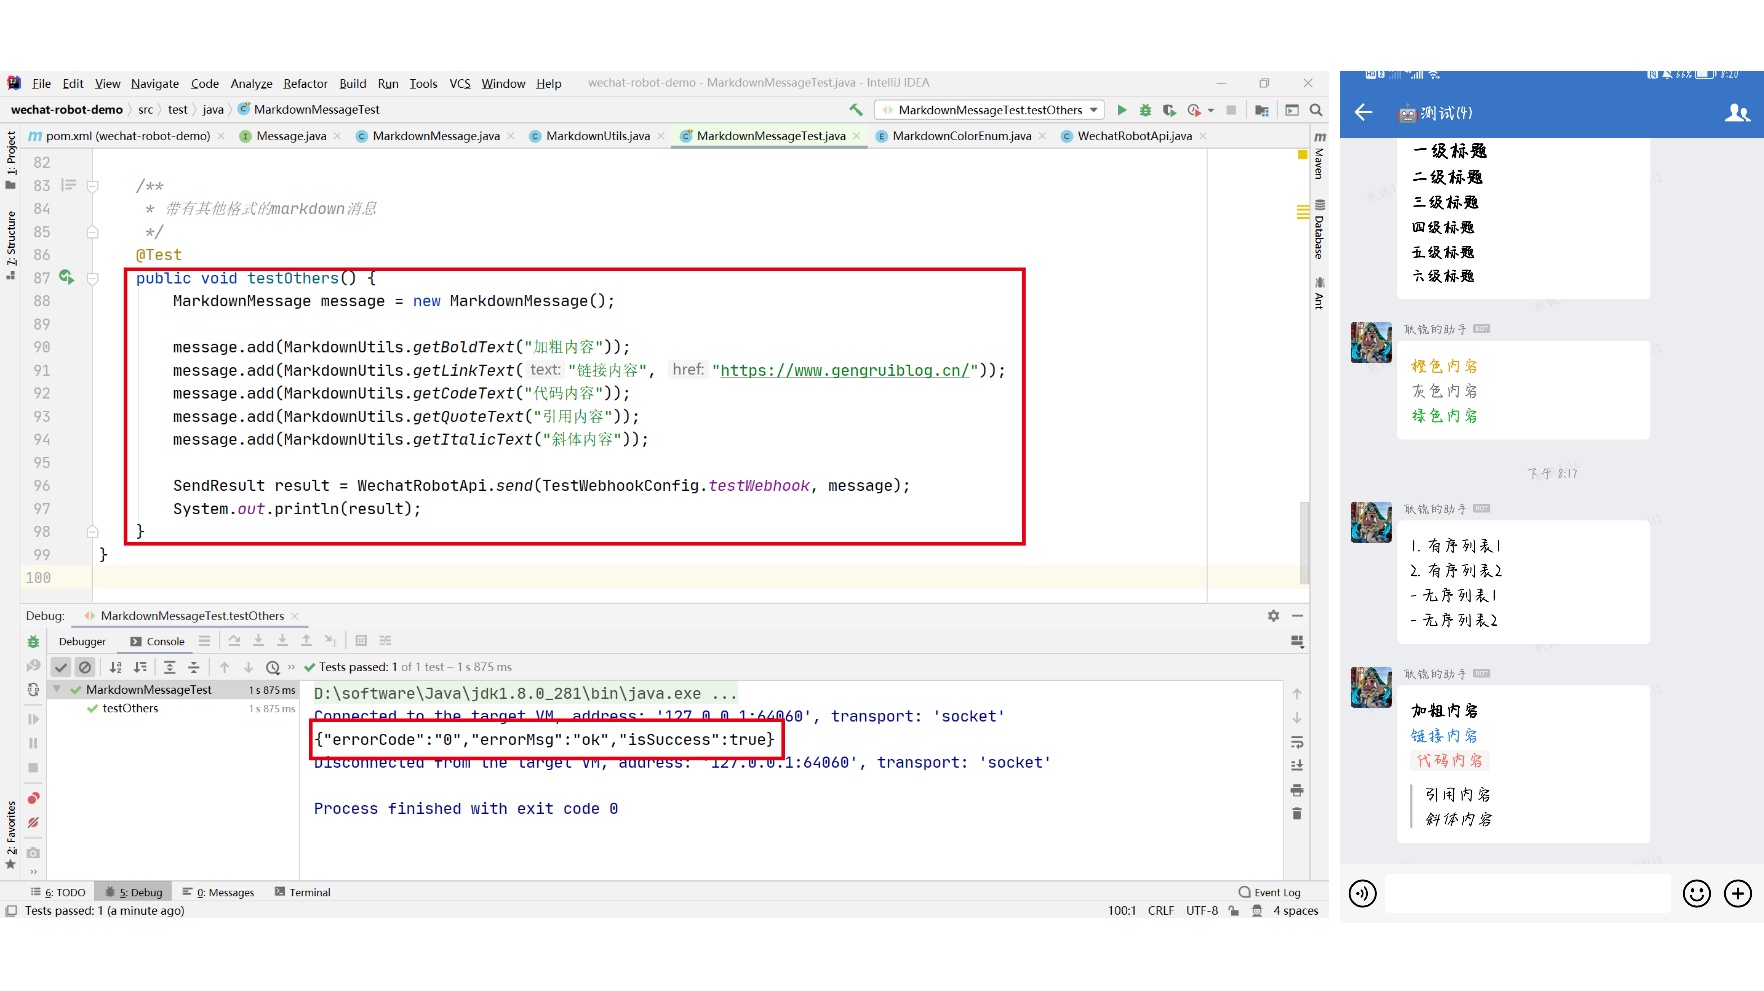 File Edit View Navigate Code Analyze Refactor Build Run Tools VCS Window Help wechat-robot-demo - MarkdownMessageTest.java - IntelliJ IDEA
wechat-robot-demo src test java MarkdownMessageTest MarkdownMessageTest.testOthers
pom.xml (wechat-robot-demo) Message.java MarkdownMessage.java MarkdownUtils.java MarkdownMessageTest.java MarkdownColorEnum.java WechatRobotApi.java
1: Project
7: Structure
2: Favorites
Maven
Database
Ant
82
83 /**
84 * 带有其他格式的markdown消息
85 */
86 @Test
87 public void testOthers() {
88 MarkdownMessage message = new MarkdownMessage();
89
90 message.add(MarkdownUtils.getBoldText("加粗内容"));
91 message.add(MarkdownUtils.getLinkText( text: "链接内容", href: "https://www.gengruiblog.cn/"));
92 message.add(MarkdownUtils.getCodeText("代码内容"));
93 message.add(MarkdownUtils.getQuoteText("引用内容"));
94 message.add(MarkdownUtils.getItalicText("斜体内容"));
95
96 SendResult result = WechatRobotApi.send(TestWebhookConfig.testWebhook, message);
97 System.out.println(result);
98 }
99 }
100
Debug: MarkdownMessageTest.testOthers
Debugger Console
Tests passed: 1 of 1 test – 1 s 875 ms
MarkdownMessageTest 1 s 875 ms
testOthers 1 s 875 ms
D:\software\Java\jdk1.8.0_281\bin\java.exe ...
Connected to the target VM, address: '127.0.0.1:64060', transport: 'socket'
{"errorCode":"0","errorMsg":"ok","isSuccess":true}
Disconnected from the target VM, address: '127.0.0.1:64060', transport: 'socket'
Process finished with exit code 0
6: TODO 5: Debug 0: Messages Terminal Event Log
Tests passed: 1 (a minute ago) 100:1 CRLF UTF-8 4 spaces
66% 8:20
测试(4)
一级标题
二级标题
三级标题
四级标题
五级标题
六级标题
耿锐的助手 BOT
橙色内容
灰色内容
绿色内容
下午 8:17
耿锐的助手 BOT
1. 有序列表1
2. 有序列表2
- 无序列表1
- 无序列表2
耿锐的助手 BOT
加粗内容
链接内容
代码内容
引用内容
斜体内容